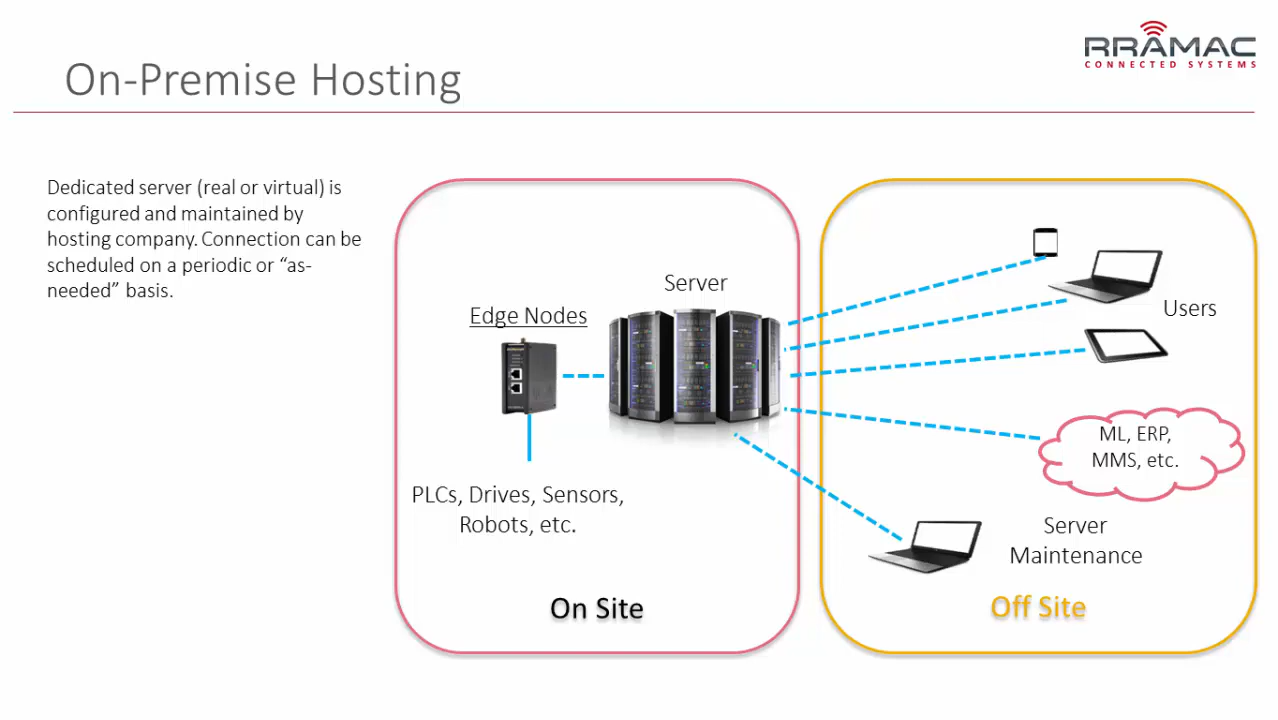 RRAMAC
CONNECTED SYSTEMS
On-Premise Hosting
Dedicated server (real or virtual) is
configured and maintained by
hosting company. Connection can be
scheduled on a periodic or “as-
needed” basis.
Server
Edge Nodes
PLCs, Drives, Sensors,
Robots, etc.
On Site
Users
ML, ERP,
MMS, etc.
Server
Maintenance
Off Site